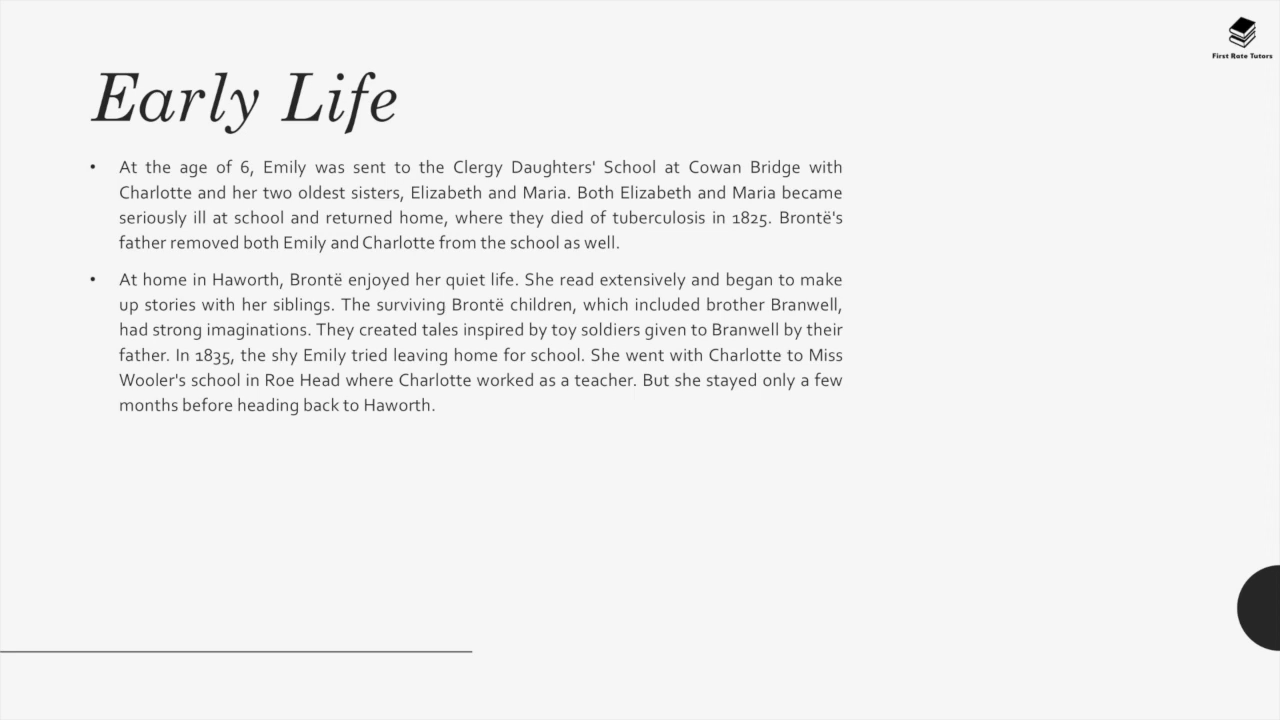 First Rate Tutors
Early Life
• At the age of 6, Emily was sent to the Clergy Daughters' School at Cowan Bridge with
Charlotte and her two oldest sisters, Elizabeth and Maria. Both Elizabeth and Maria became
seriously ill at school and returned home, where they died of tuberculosis in 1825. Brontë's
father removed both Emily and Charlotte from the school as well.
• At home in Haworth, Brontë enjoyed her quiet life. She read extensively and began to make
up stories with her siblings. The surviving Brontë children, which included brother Branwell,
had strong imaginations. They created tales inspired by toy soldiers given to Branwell by their
father. In 1835, the shy Emily tried leaving home for school. She went with Charlotte to Miss
Wooler's school in Roe Head where Charlotte worked as a teacher. But she stayed only a few
months before heading back to Haworth.